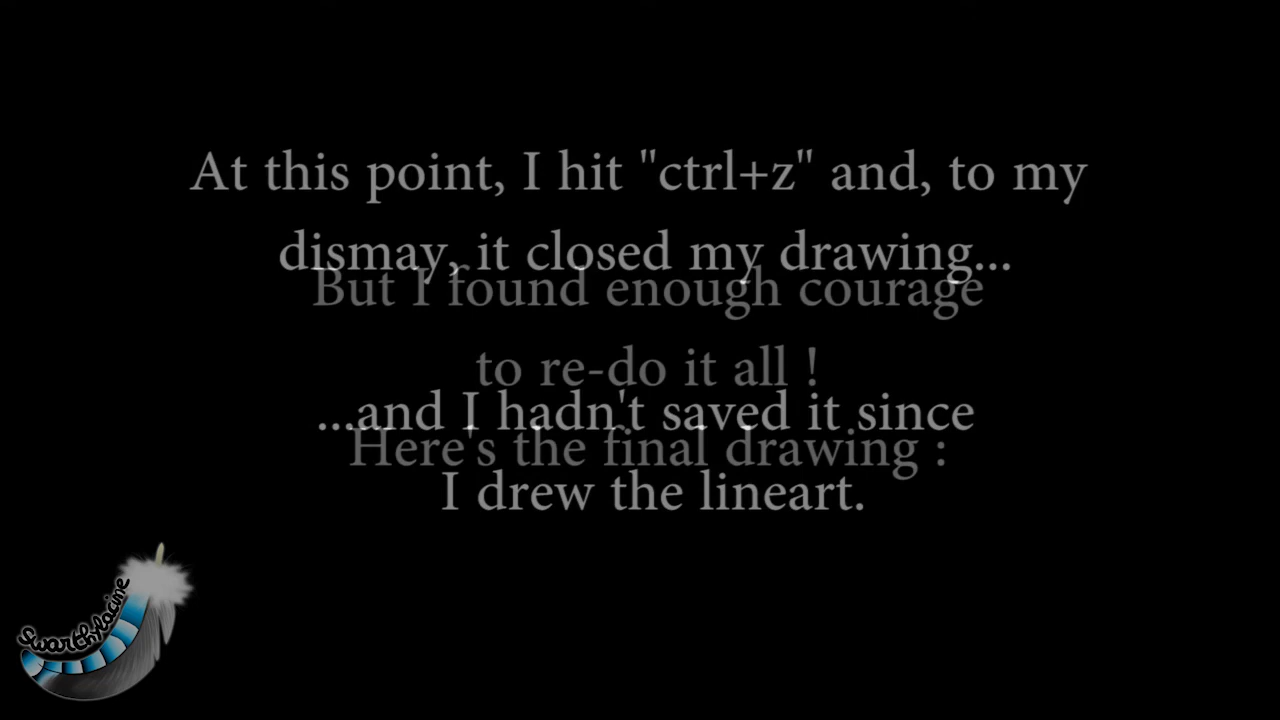 At this point, I hit "ctrl+z" and, to my
dismay, it closed my drawing...
...and I hadn't saved it since
I drew the lineart.
But I found enough courage
to re-do it all !
Here's the final drawing :
Swarthylacine